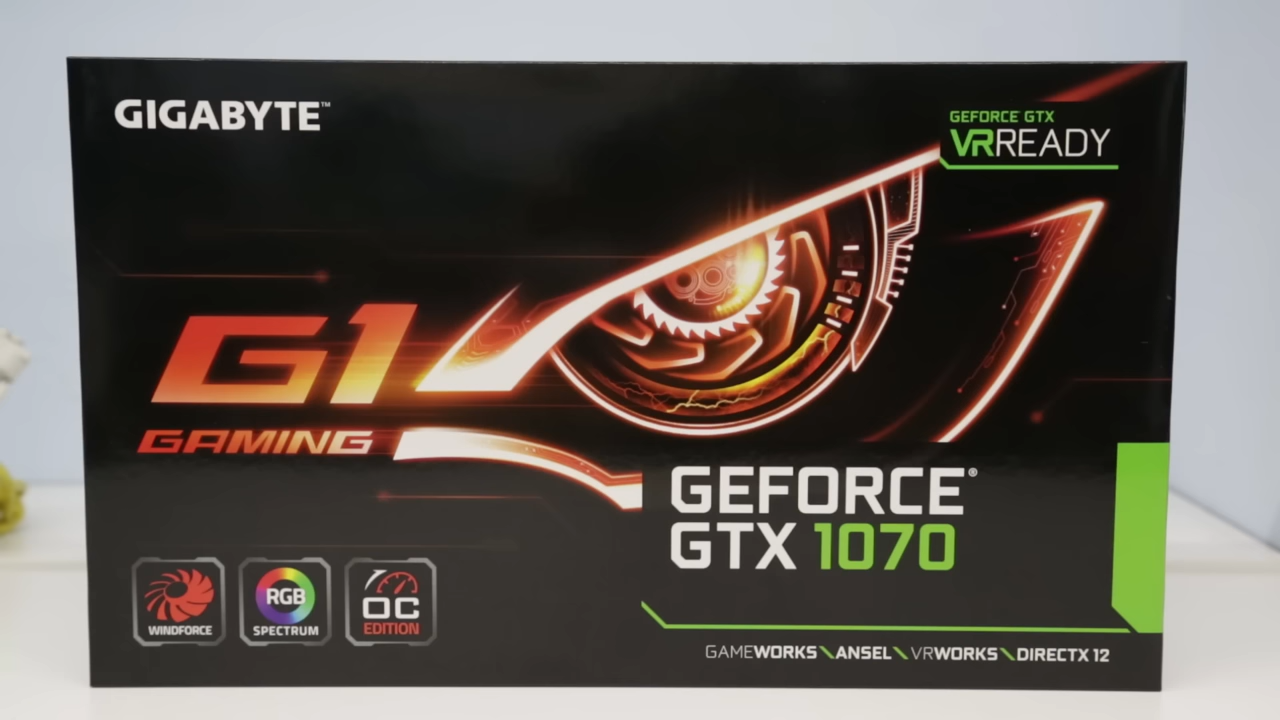 GIGABYTE™
GEFORCE GTX
VRREADY
G1
GAMING
GEFORCE®
GTX 1070
WINDFORCE
RGB
SPECTRUM
OC
EDITION
GAMEWORKS \ ANSEL \ VRWORKS \ DIRECTX 12